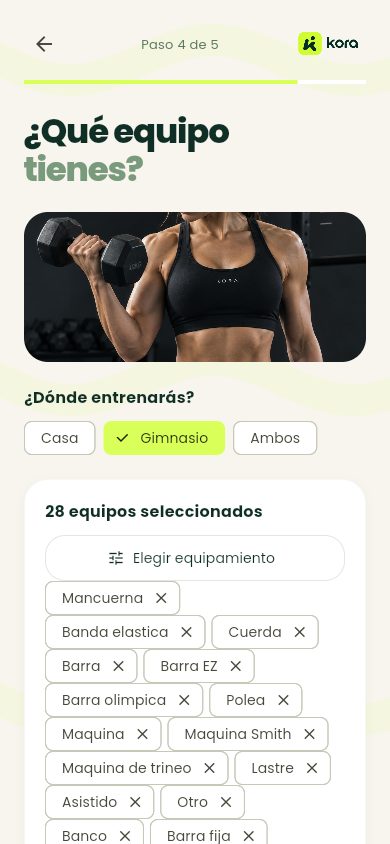 Paso 4 de 5
kora
¿Qué equipo
tienes?
KORA
¿Dónde entrenarás?
Casa
Gimnasio
Ambos
28 equipos seleccionados
Elegir equipamiento
Mancuerna
Banda elastica
Cuerda
Barra
Barra EZ
Barra olimpica
Polea
Maquina
Maquina Smith
Maquina de trineo
Lastre
Asistido
Otro
Banco
Barra fija